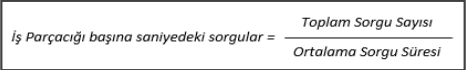 Toplam Sorgu Sayısı
İş Parçacığı başına saniyedeki sorgular =
Ortalama Sorgu Süresi